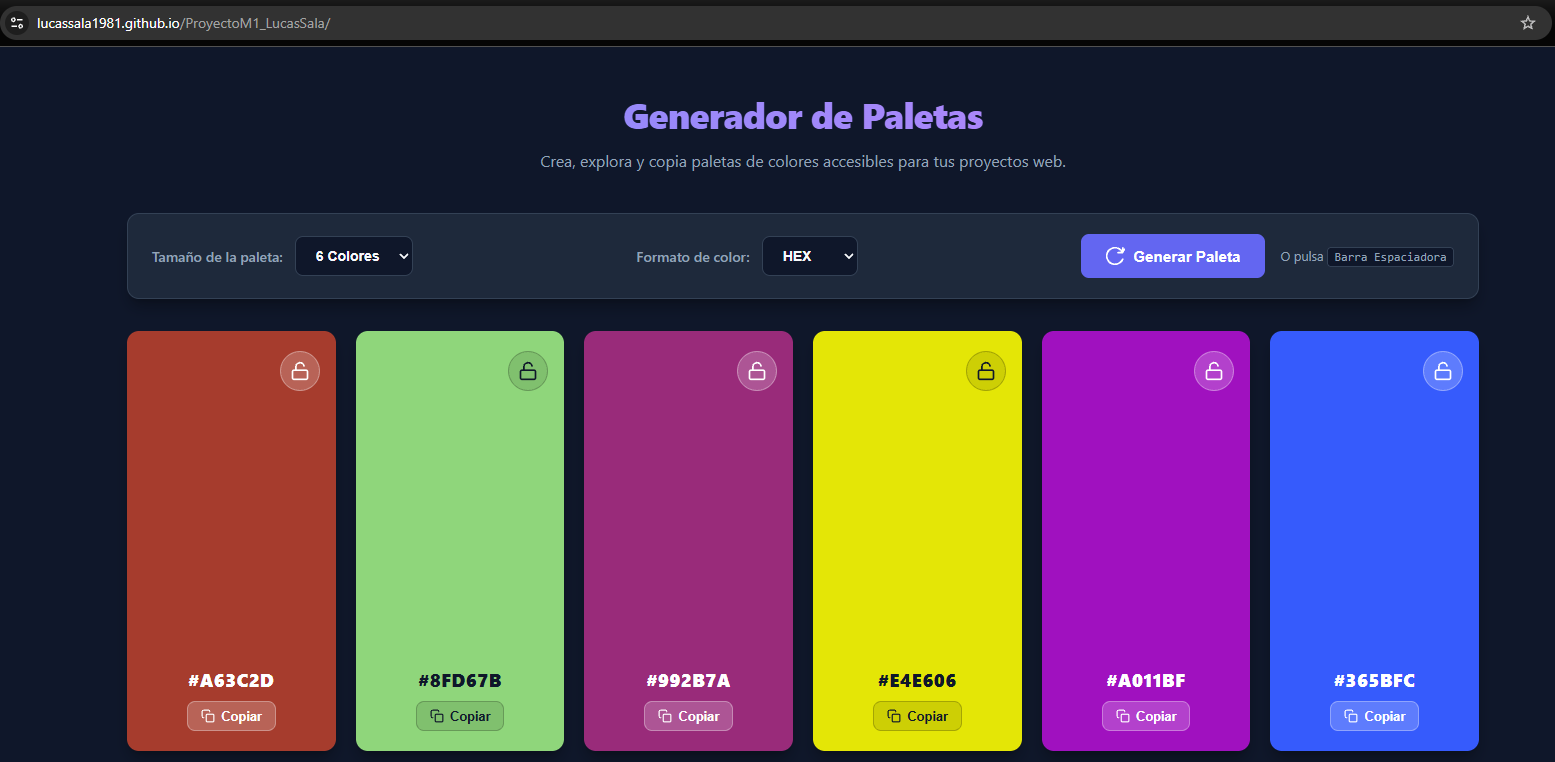 lucassala1981.github.io/ProyectoM1_LucasSala/
Generador de Paletas
Crea, explora y copia paletas de colores accesibles para tus proyectos web.
Tamaño de la paleta: 6 Colores Formato de color: HEX Generar Paleta O pulsa Barra Espaciadora
#A63C2D #8FD67B #992B7A #E4E606 #A011BF #365BFC
Copiar Copiar Copiar Copiar Copiar Copiar